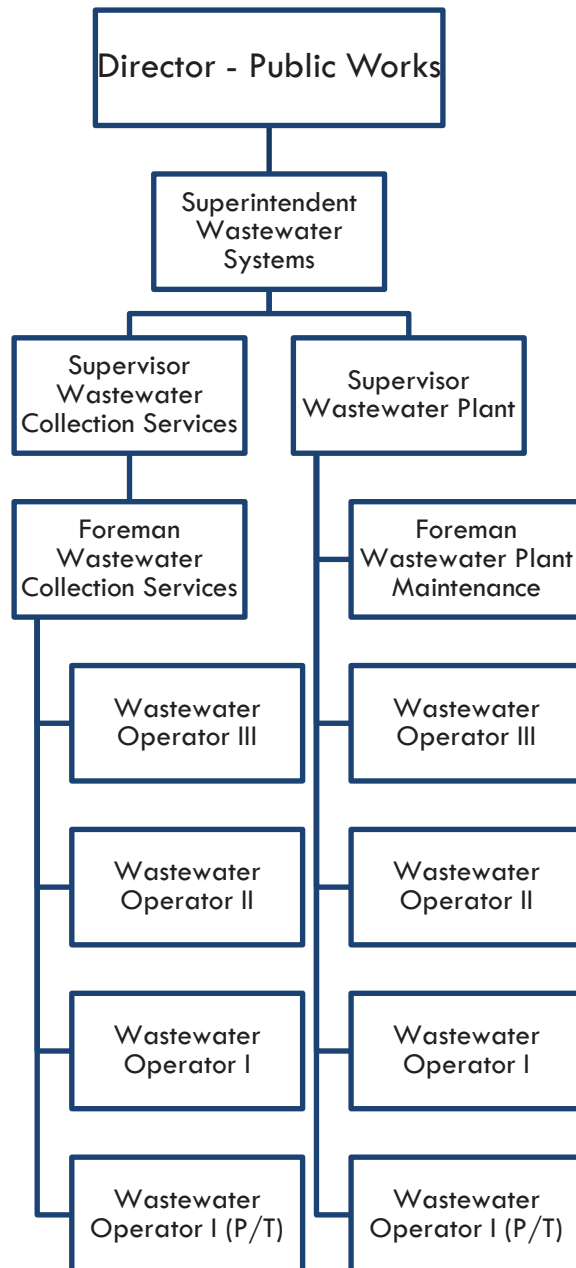 Director - Public Works
Superintendent
Wastewater
Systems
Supervisor
Wastewater
Collection Services
Supervisor
Wastewater Plant
Foreman
Wastewater
Collection Services
Foreman
Wastewater Plant
Maintenance
Wastewater
Operator III
Wastewater
Operator III
Wastewater
Operator II
Wastewater
Operator II
Wastewater
Operator I
Wastewater
Operator I
Wastewater
Operator I (P/T)
Wastewater
Operator I (P/T)